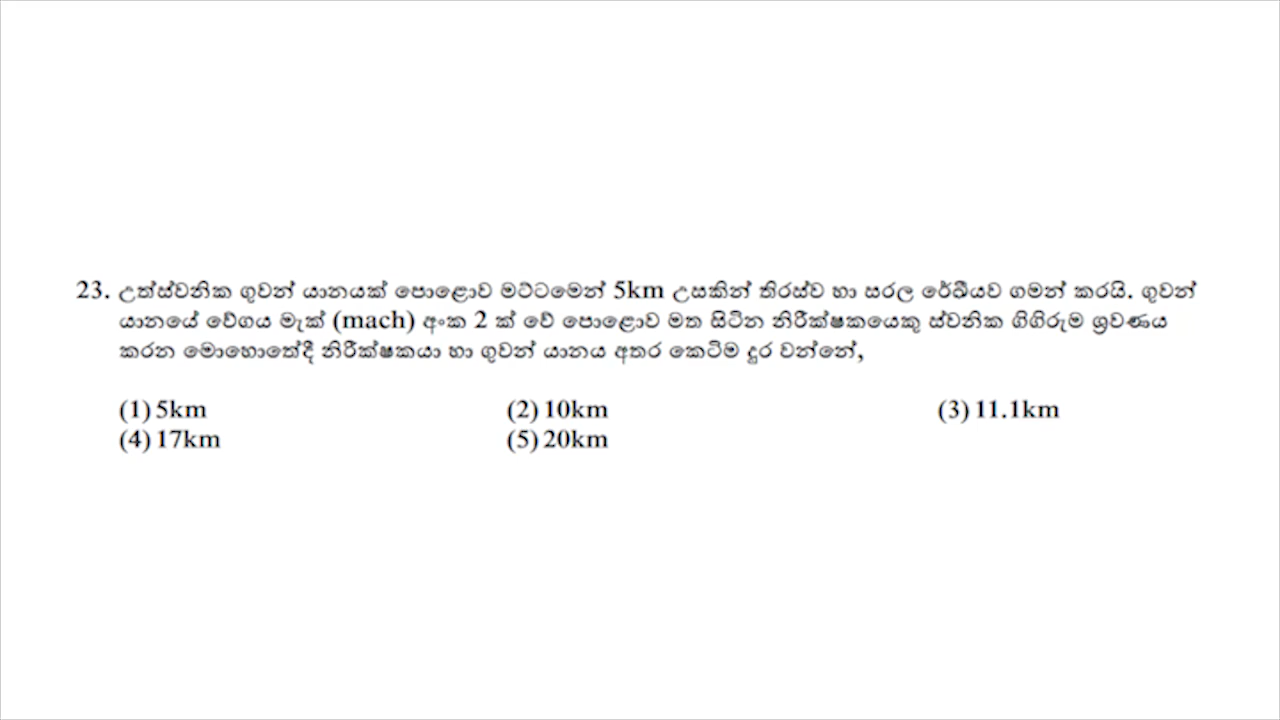 23. උත්ස්වනික ගුවන් යානයක් පොළොව මට්ටමෙන් 5km උසකින් තිරස්ව හා සරල රේඛීයව ගමන් කරයි. ගුවන්
යානයේ වේගය මැක් (mach) අංක 2 ක් වේ පොළොව මත සිටින නිරීක්ෂකයෙකු ස්වනික ගිගිරුම ශ්‍රවණය
කරන මොහොතේදී නිරීක්ෂකයා හා ගුවන් යානය අතර කෙටිම දුර වන්නේ,
(1) 5km (2) 10km (3) 11.1km
(4) 17km (5) 20km